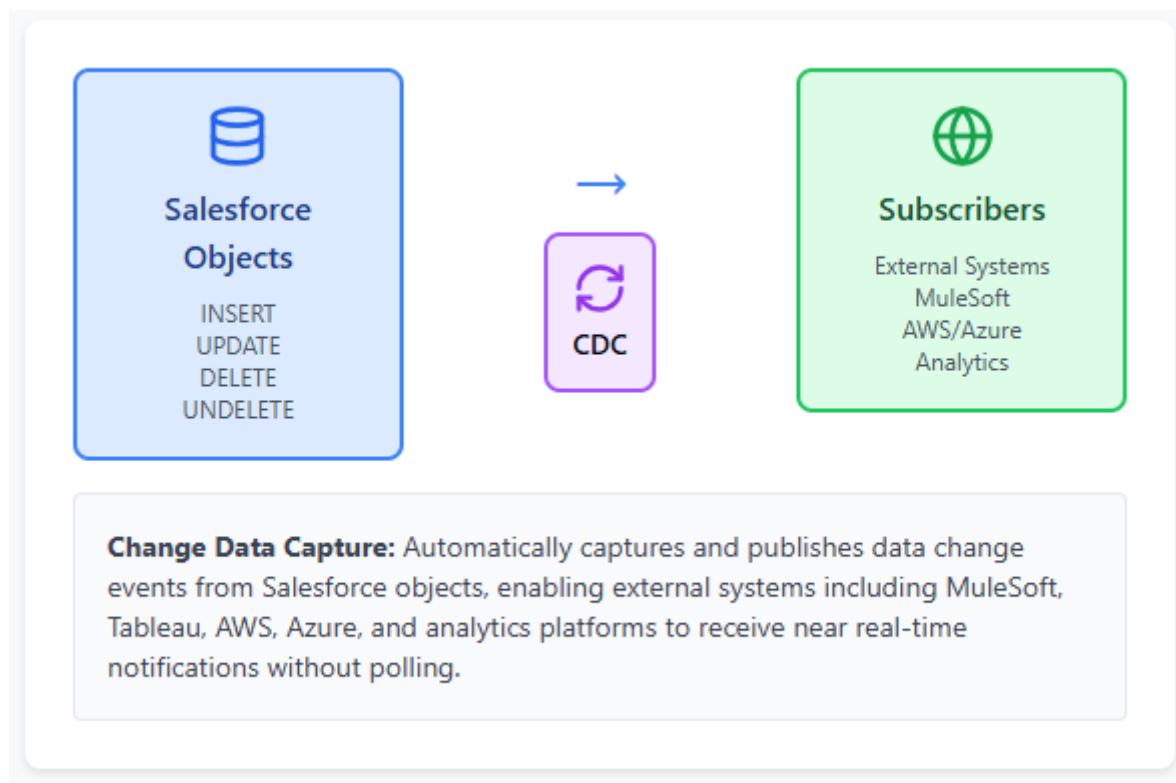 Salesforce
Objects
INSERT
UPDATE
DELETE
UNDELETE
→
CDC
Subscribers
External Systems
MuleSoft
AWS/Azure
Analytics
Change Data Capture: Automatically captures and publishes data change
events from Salesforce objects, enabling external systems including MuleSoft,
Tableau, AWS, Azure, and analytics platforms to receive near real-time
notifications without polling.